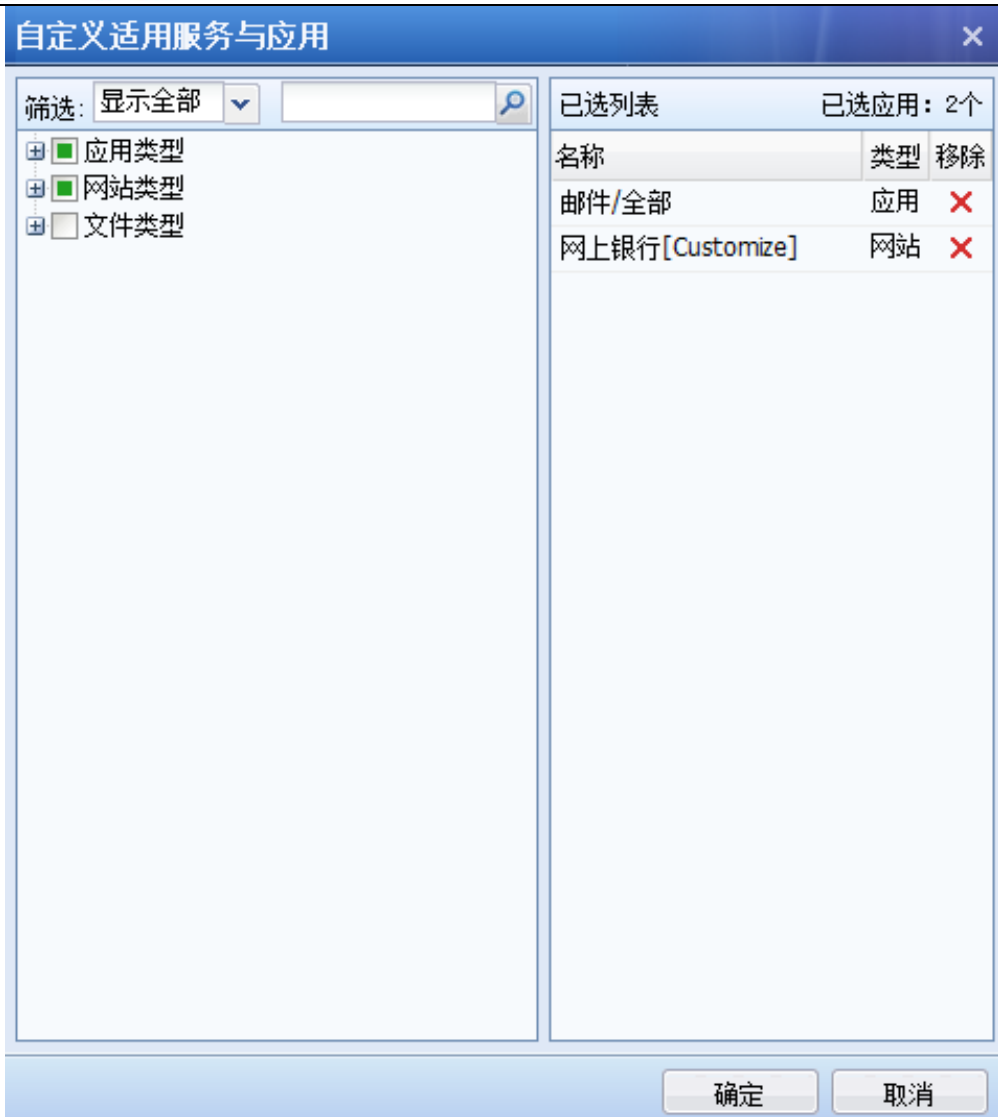 自定义适用服务与应用
筛选: 显示全部
应用类型
网站类型
文件类型
已选列表 已选应用: 2个
名称 类型 移除
邮件/全部 应用
网上银行[Customize] 网站
确定 取消